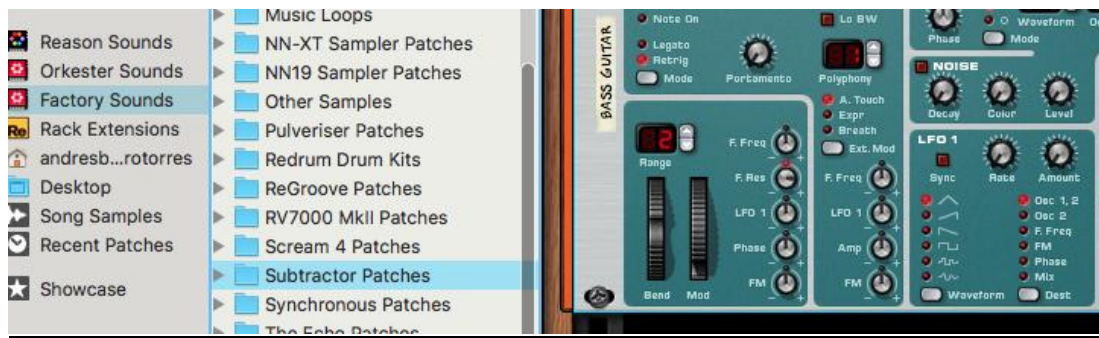 Reason Sounds
Orkester Sounds
Factory Sounds
Re Rack Extensions
andresb...rotorres
Desktop
Song Samples
Recent Patches
Showcase
Music Loops
NN-XT Sampler Patches
NN19 Sampler Patches
Other Samples
Pulveriser Patches
Redrum Drum Kits
ReGroove Patches
RV7000 MkII Patches
Scream 4 Patches
Subtractor Patches
Synchronous Patches
The Echo Patches
BASS GUITAR
Note On
Legato
Retrig
Mode
Portamento
Lo BW
Polyphony
A. Touch
Expr
Breath
Ext. Mod
2
Range
Bend
Mod
F. Freq
F. Res
LFO 1
Phase
FM
F. Freq
LFO 1
Amp
FM
Phase
Waveform
Mode
NOISE
Decay
Color
Level
LFO 1
Sync
Rate
Amount
Osc 1, 2
Osc 2
F. Freq
FM
Phase
Mix
Waveform
Dest